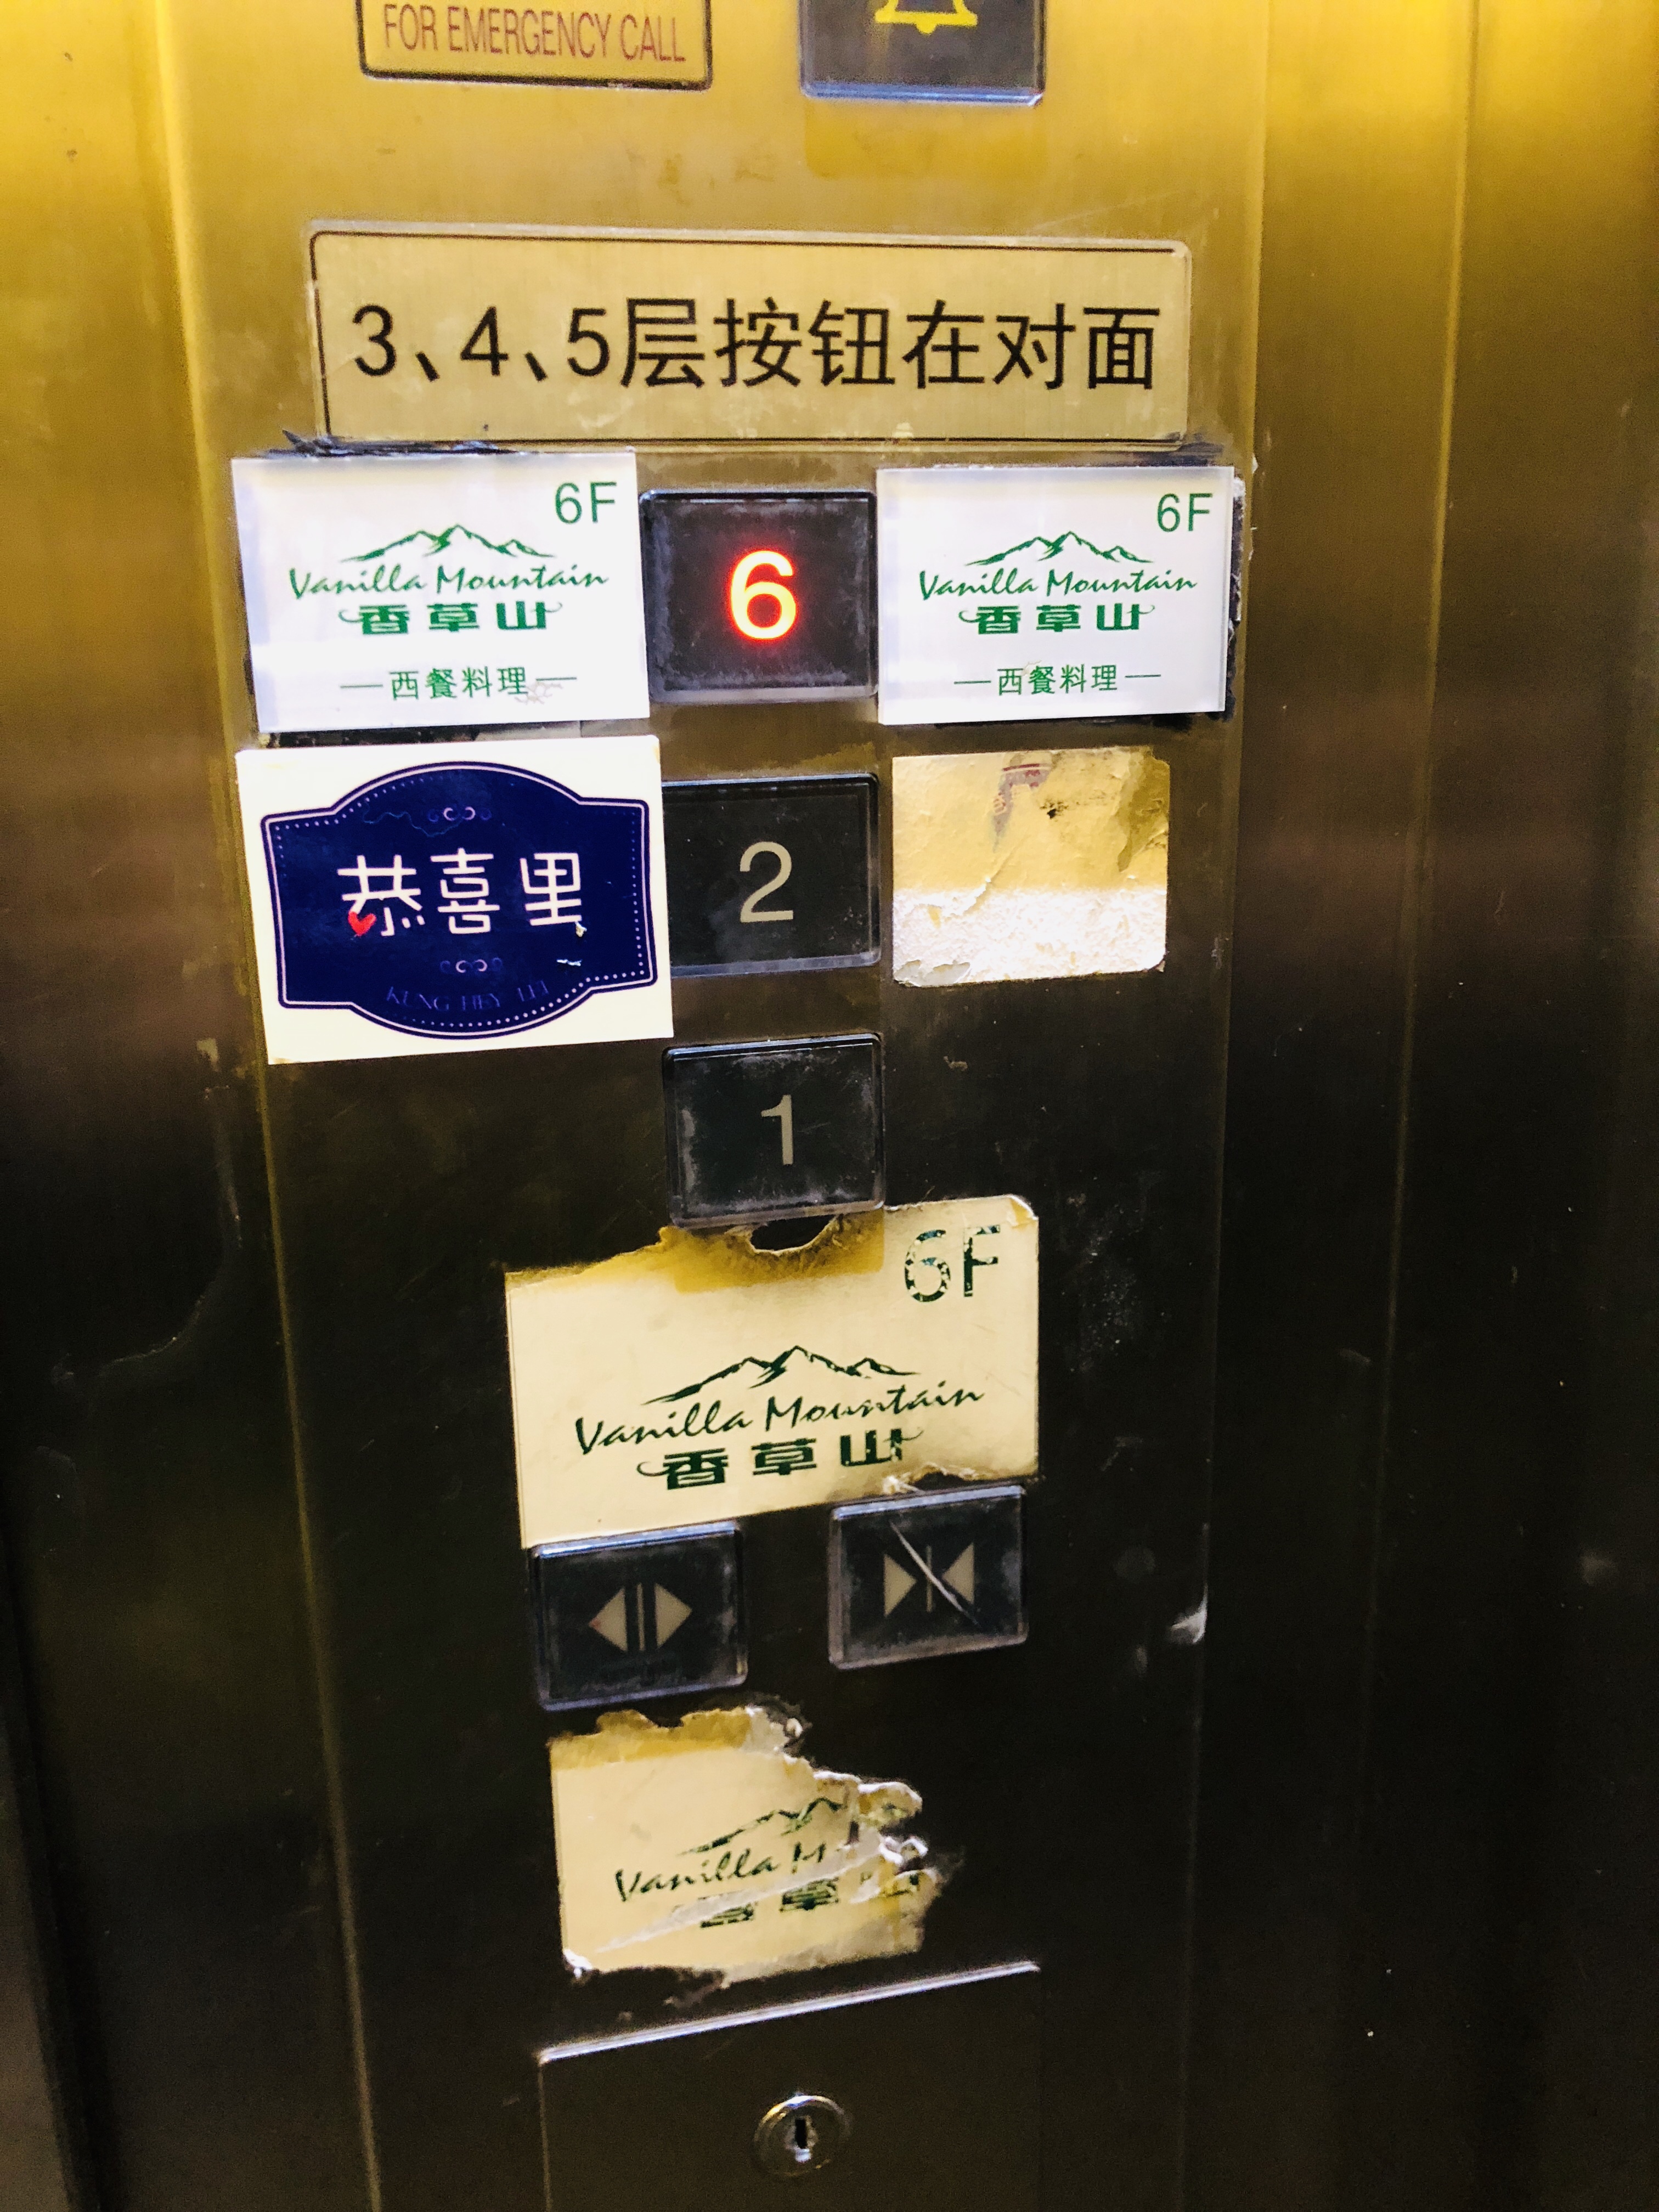 FOR EMERGENCY CALL
3、4、5层按钮在对面
6F
Vanilla Mountain
香草山
—西餐料理—
6
6F
Vanilla Mountain
香草山
—西餐料理—
恭喜里
KUNG HEY
2
1
6F
Vanilla Mountain
香草山
Vanilla M